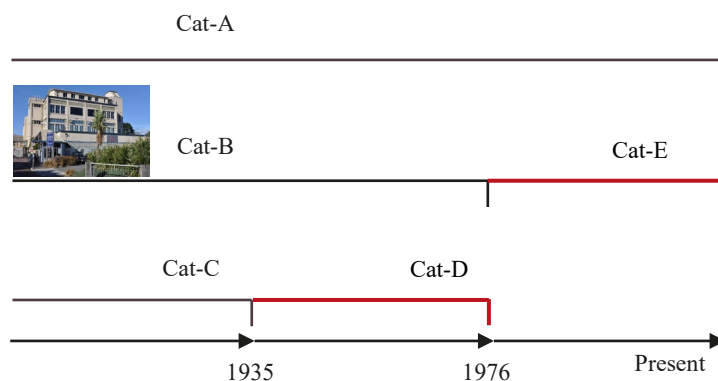 Cat-A
Cat-B
Cat-E
Cat-C
Cat-D
Present
1935
1976